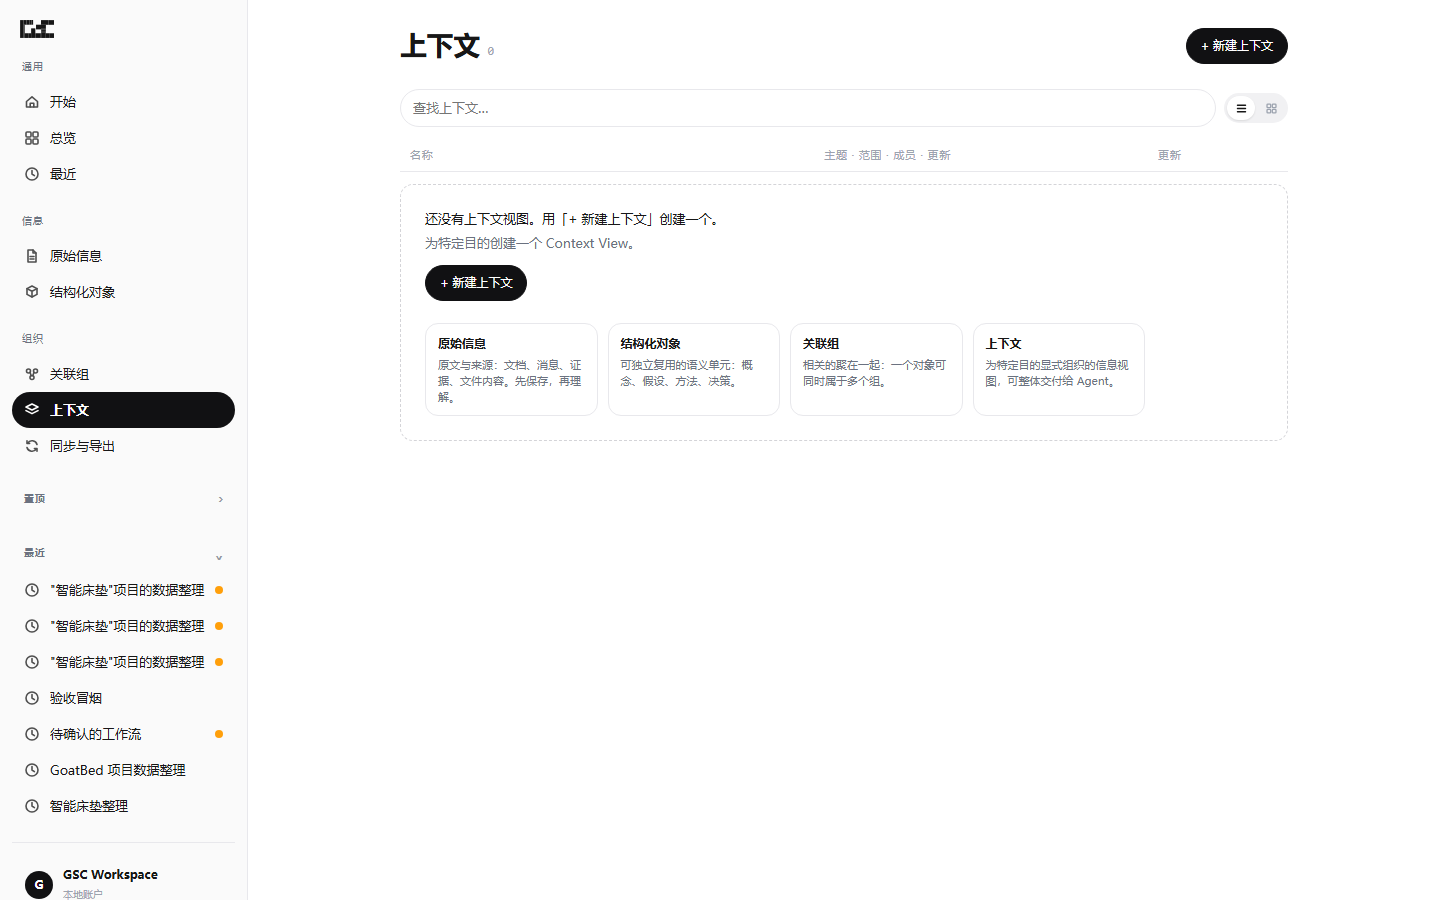 GSC
通用
开始
总览
最近
信息
原始信息
结构化对象
组织
关联组
上下文
同步与导出
置顶
最近
"智能床垫"项目的数据整理
"智能床垫"项目的数据整理
"智能床垫"项目的数据整理
验收冒烟
待确认的工作流
GoatBed 项目数据整理
智能床垫整理
G
GSC Workspace
本地账户
上下文 0
+ 新建上下文
查找上下文...
名称 主题 · 范围 · 成员 · 更新 更新
还没有上下文视图。用「+ 新建上下文」创建一个。
为特定目的创建一个 Context View。
+ 新建上下文
原始信息
原文与来源：文档、消息、证
据、文件内容。先保存，再理
解。
结构化对象
可独立复用的语义单元：概
念、假设、方法、决策。
关联组
相关的聚在一起：一个对象可
同时属于多个组。
上下文
为特定目的显式组织的信息视
图，可整体交付给 Agent。